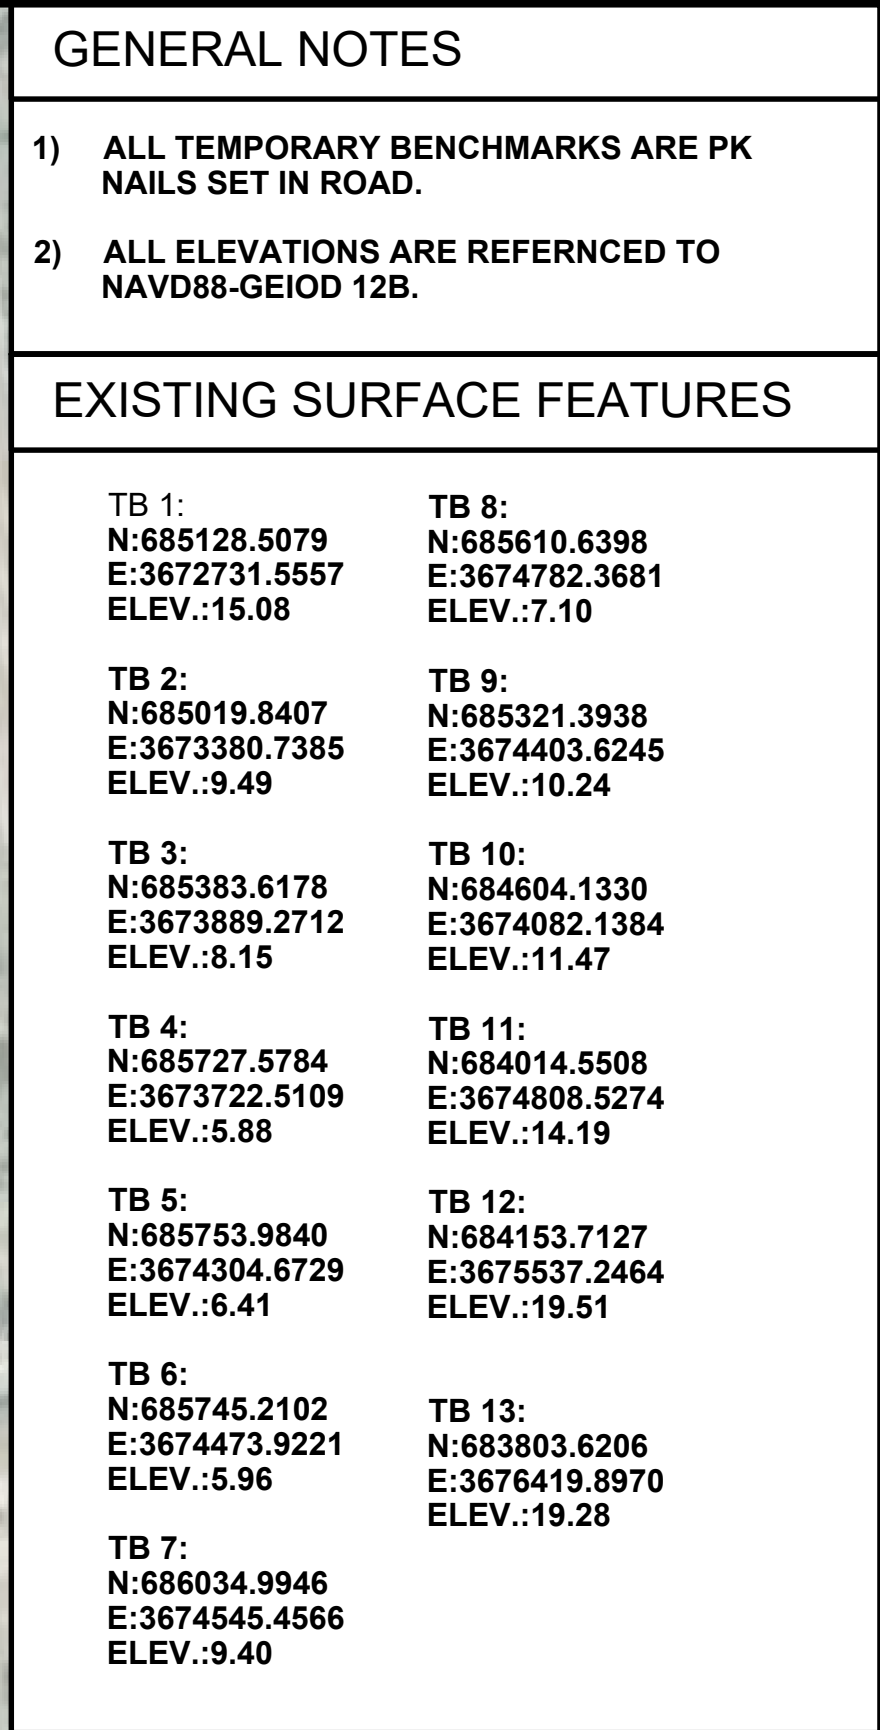 GENERAL NOTES
1) ALL TEMPORARY BENCHMARKS ARE PK
NAILS SET IN ROAD.
2) ALL ELEVATIONS ARE REFERNCED TO
NAVD88-GEIOD 12B.
EXISTING SURFACE FEATURES
TB 1:
N:685128.5079
E:3672731.5557
ELEV.:15.08
TB 2:
N:685019.8407
E:3673380.7385
ELEV.:9.49
TB 3:
N:685383.6178
E:3673889.2712
ELEV.:8.15
TB 4:
N:685727.5784
E:3673722.5109
ELEV.:5.88
TB 5:
N:685753.9840
E:3674304.6729
ELEV.:6.41
TB 6:
N:685745.2102
E:3674473.9221
ELEV.:5.96
TB 7:
N:686034.9946
E:3674545.4566
ELEV.:9.40
TB 8:
N:685610.6398
E:3674782.3681
ELEV.:7.10
TB 9:
N:685321.3938
E:3674403.6245
ELEV.:10.24
TB 10:
N:684604.1330
E:3674082.1384
ELEV.:11.47
TB 11:
N:684014.5508
E:3674808.5274
ELEV.:14.19
TB 12:
N:684153.7127
E:3675537.2464
ELEV.:19.51
TB 13:
N:683803.6206
E:3676419.8970
ELEV.:19.28